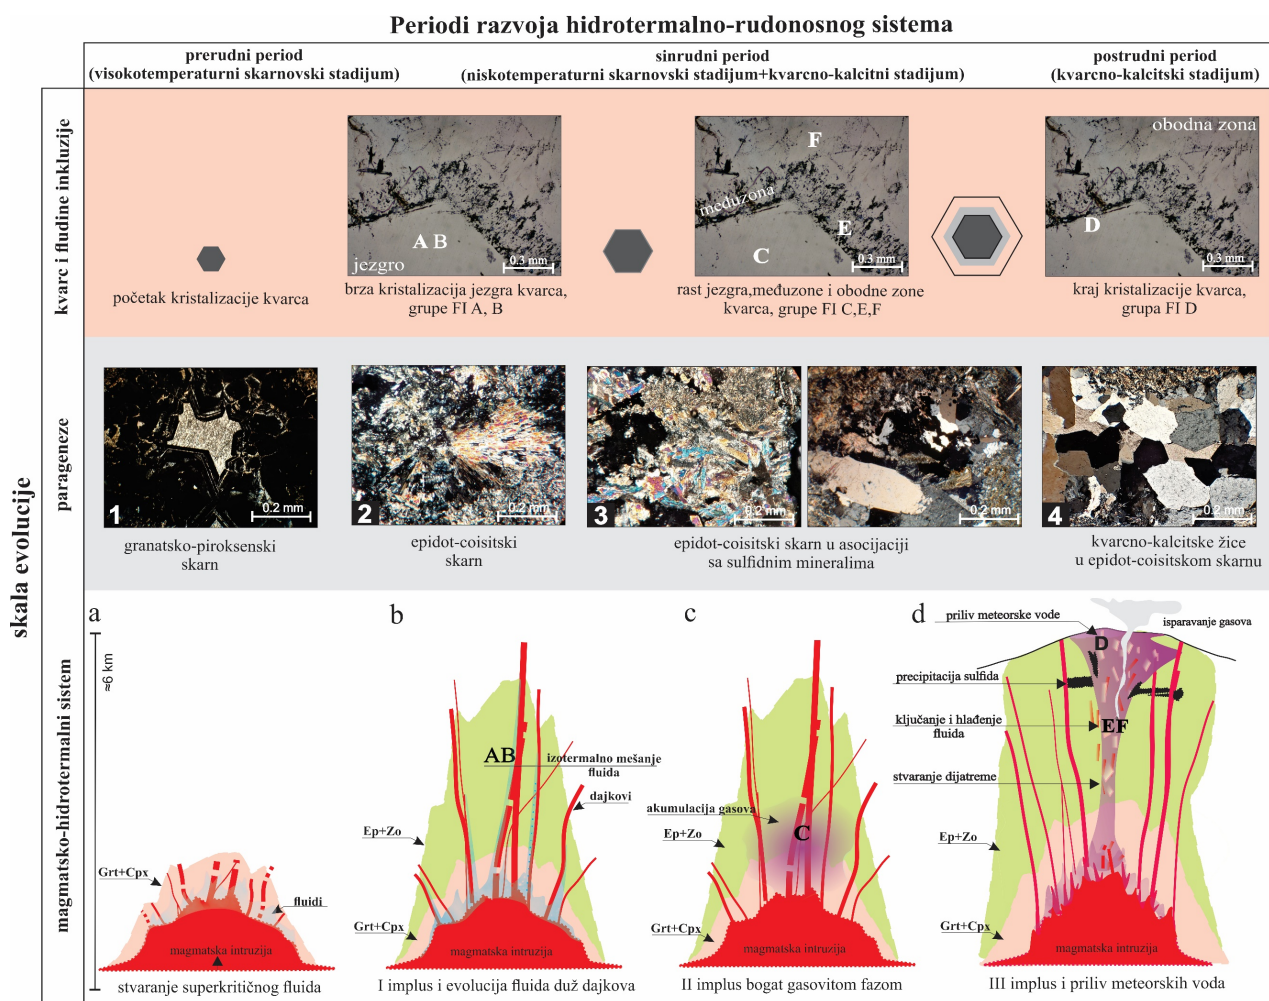 Periodi razvoja hidrotermalno-rudonosnog sistema
prerudni period
(visokotemperaturni skarnovski stadijum)
sinrudni period
(niskotemperaturni skarnovski stadijum+kvarcno-kalcitni stadijum)
postrudni period
(kvarcno-kalcitski stadijum)
skala evolucije
kvarc i fludine inkluzije
početak kristalizacije kvarca
A B
jezgro
0.3 mm
brza kristalizacija jezgra kvarca,
grupe FI A, B
F
međuzona
E
C
0.3 mm
rast jezgra,međuzone i obodne zone
kvarca, grupe FI C,E,F
obodna zona
D
0.3 mm
kraj kristalizacije kvarca,
grupa FI D
parageneze
1
0.2 mm
granatsko-piroksenski
skarn
2
0.2 mm
epidot-coisitski
skarn
3
0.2 mm
0.2 mm
epidot-coisitski skarn u asocijaciji
sa sulfidnim mineralima
4
0.2 mm
kvarcno-kalcitske žice
u epidot-coisitskom skarnu
magmatsko-hidrotermalni sistem
≈6 km
a
Grt+Cpx
fluidi
magmatska intruzija
stvaranje superkritičnog fluida
b
AB
izotermalno mešanje
fluida
dajkovi
Ep+Zo
Grt+Cpx
magmatska intruzija
I implus i evolucija fluida duž dajkova
c
akumulacija gasova
C
Ep+Zo
Grt+Cpx
magmatska intruzija
II implus bogat gasovitom fazom
d
priliv meteorske vode
isparavanje gasova
D
precipitacija sulfida
ključanje i hlađenje
fluida
EF
stvaranje dijatreme
Ep+Zo
Grt+Cpx
magmatska intruzija
III implus i priliv meteorskih voda